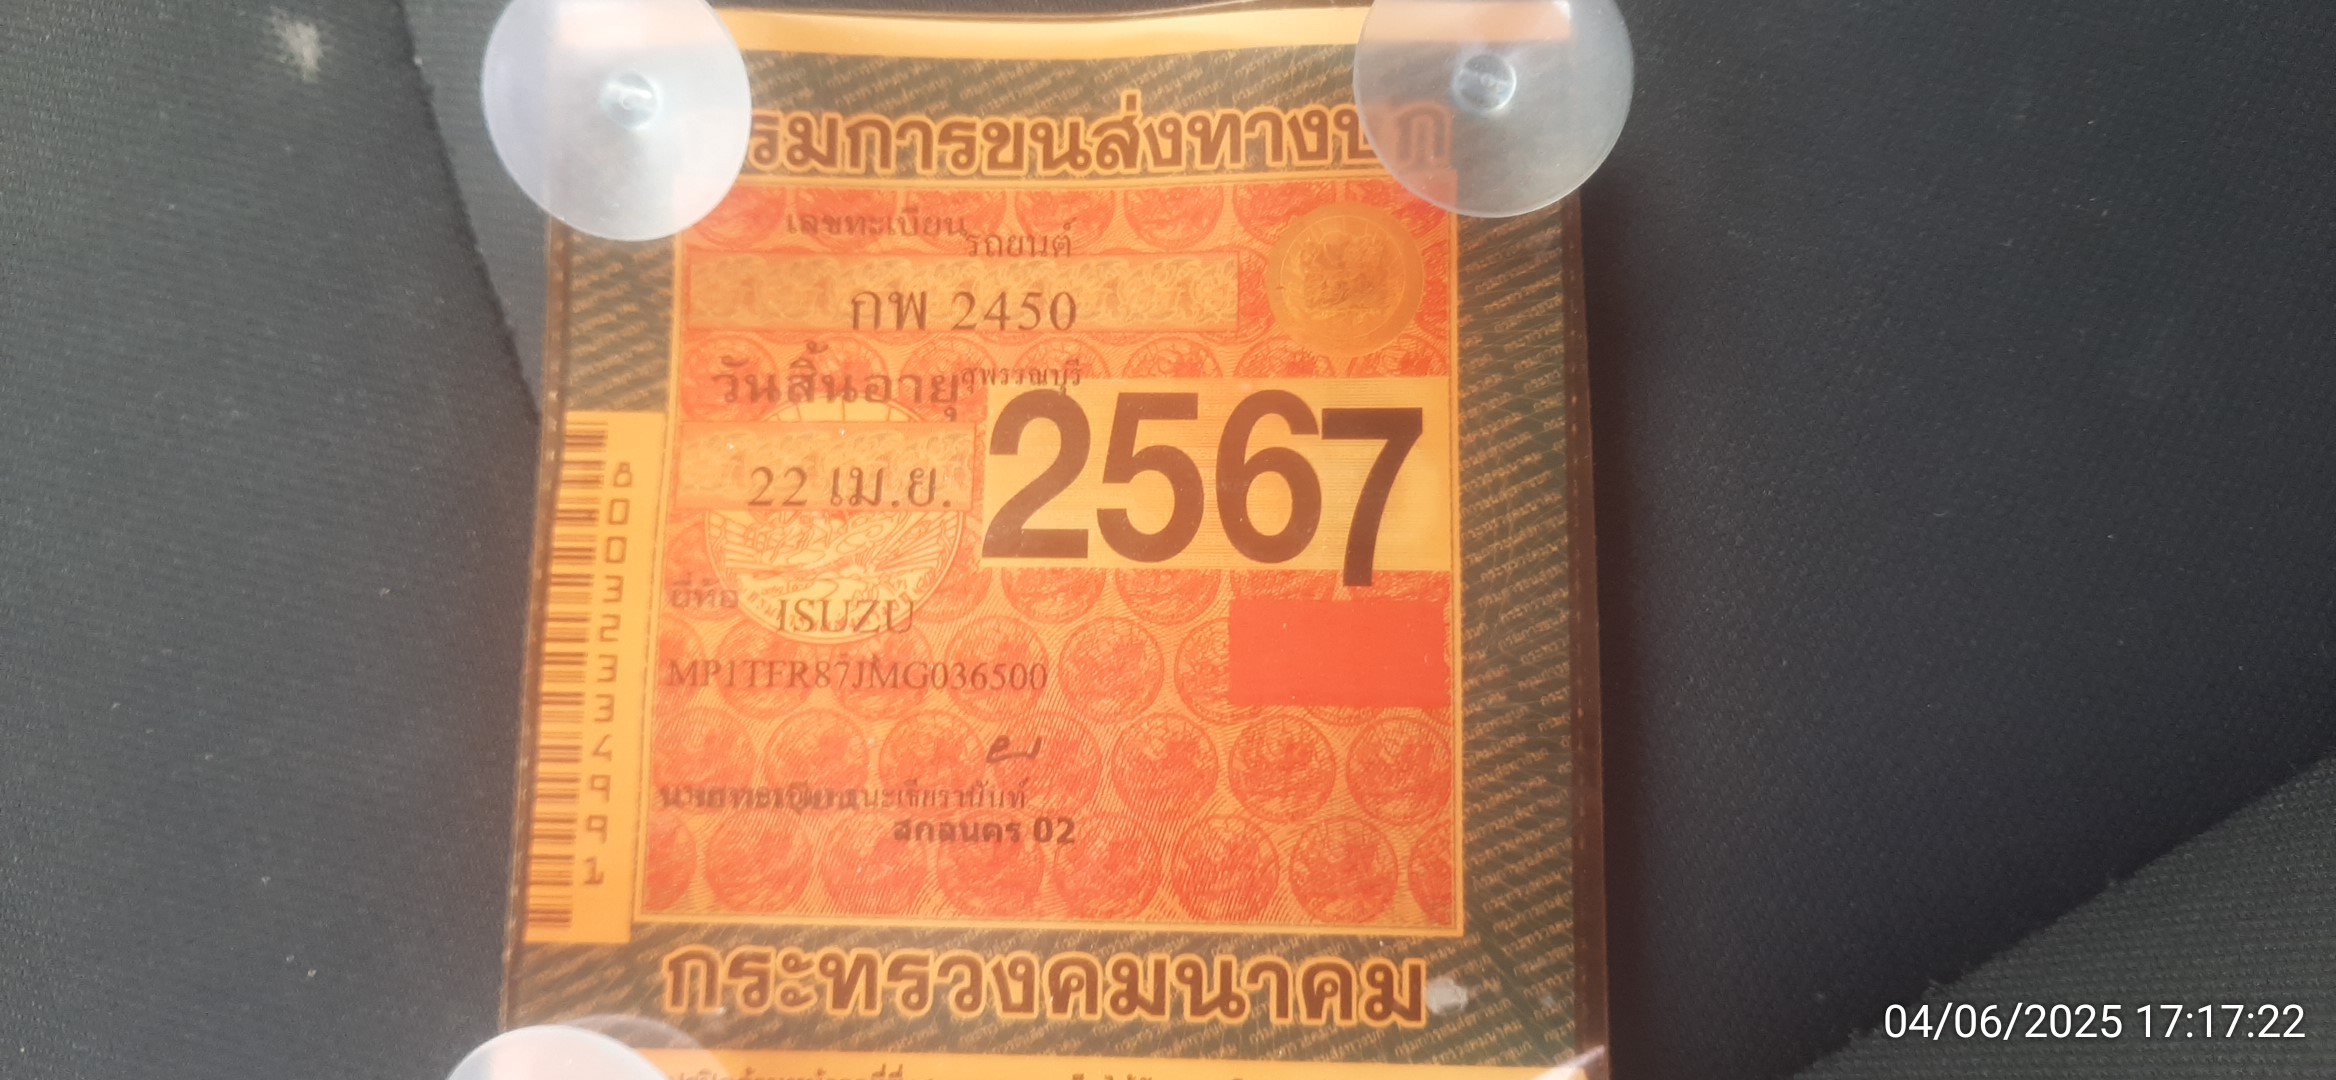 กรมการขนส่งทางบก
เลขทะเบียน รถยนต์
กพ 2450
วันสิ้นอายุ สุพรรณบุรี
22 เม.ย. 2567
ยี่ห้อ ISUZU
MP1TFR87JMG036500
นายทะเบียน
สกลนคร 02
8003233499 1
กระทรวงคมนาคม
04/06/2025 17:17:22